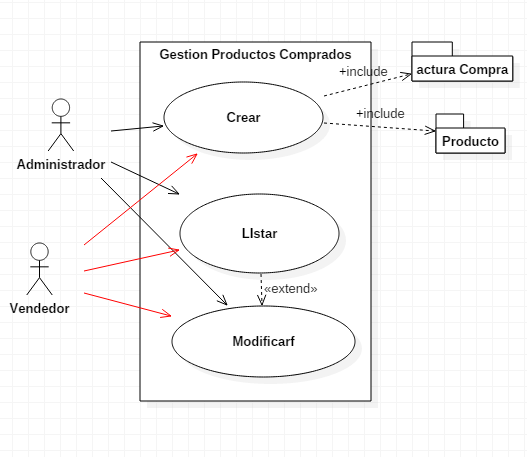 Gestion Productos Comprados
+include
actura Compra
Crear
+include
Producto
Administrador
LIstar
Vendedor
«extend»
Modificarf